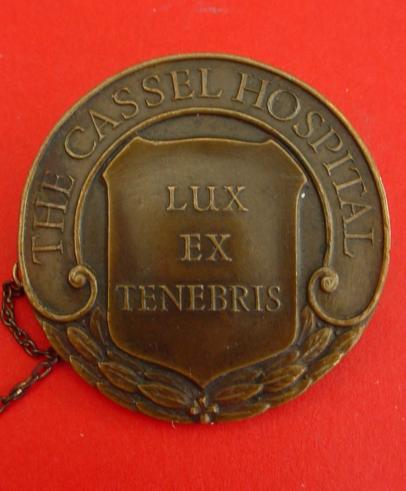 THE CASSEL HOSPITAL
LUX
EX
TENEBRIS